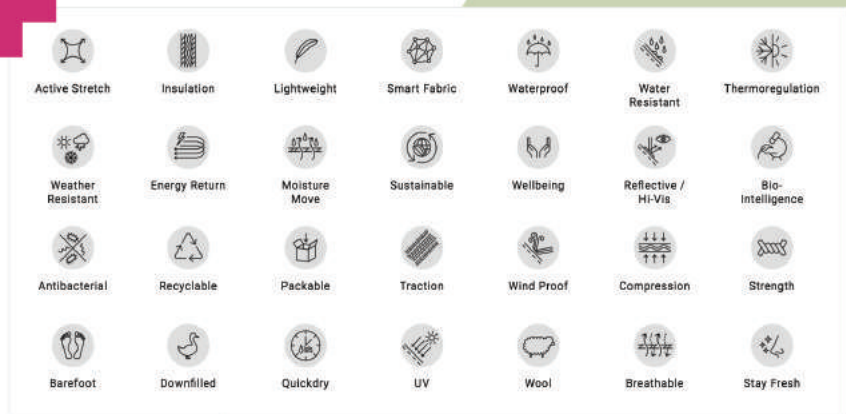 Active Stretch
Insulation
Lightweight
Smart Fabric
Waterproof
Water
Resistant
Thermoregulation
Weather
Resistant
Energy Return
Moisture
Move
Sustainable
Wellbeing
Reflective /
Hi-Vis
Bio-
Intelligence
Antibacterial
Recyclable
Packable
Traction
Wind Proof
Compression
Strength
Barefoot
Downfilled
Quickdry
UV
Wool
Breathable
Stay Fresh